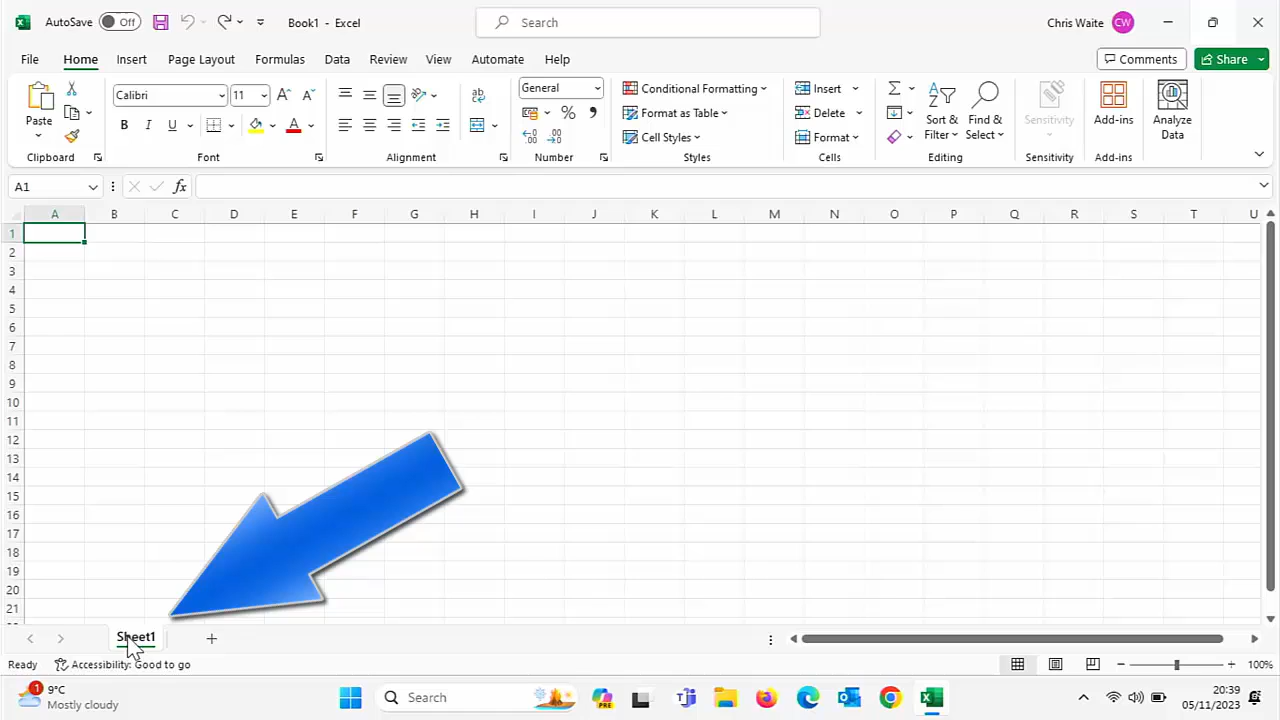 AutoSave Off Book1 - Excel Search Chris Waite CW
File Home Insert Page Layout Formulas Data Review View Automate Help Comments Share
Paste
Calibri 11
B I U A
General
% 9
Conditional Formatting
Format as Table
Cell Styles
Insert
Delete
Format
Sort &
Filter
Find &
Select
Sensitivity
Add-ins
Analyze
Data
Clipboard Font Alignment Number Styles Cells Editing Sensitivity Add-ins
A1 fx
A B C D E F G H I J K L M N O P Q R S T U
1
2
3
4
5
6
7
8
9
10
11
12
13
14
15
16
17
18
19
20
21
Sheet1 +
Ready Accessibility: Good to go 100%
1 9°C
Mostly cloudy
Search
PRE
20:39
05/11/2023